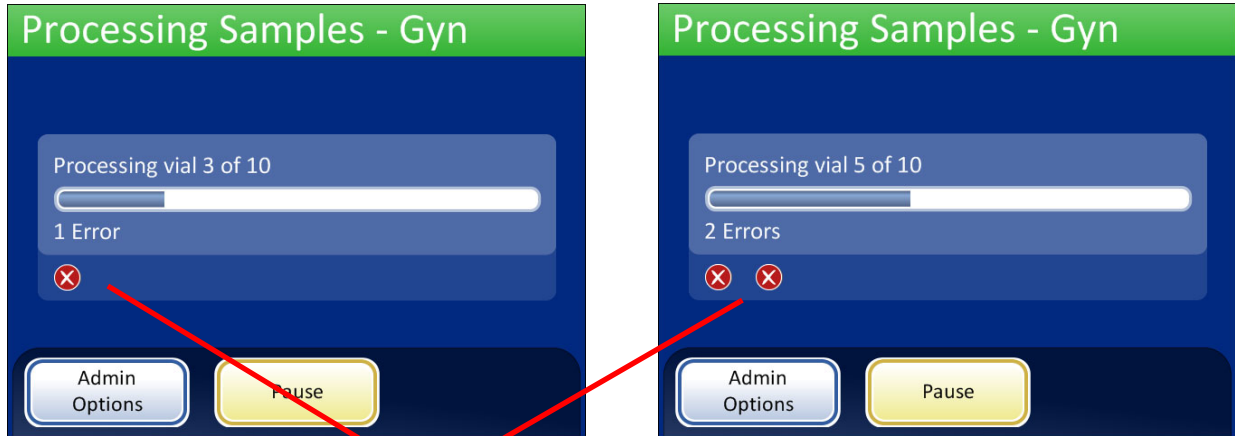 Processing Samples - Gyn
Processing vial 3 of 10
1 Error
Admin
Options
Pause
Processing Samples - Gyn
Processing vial 5 of 10
2 Errors
Admin
Options
Pause